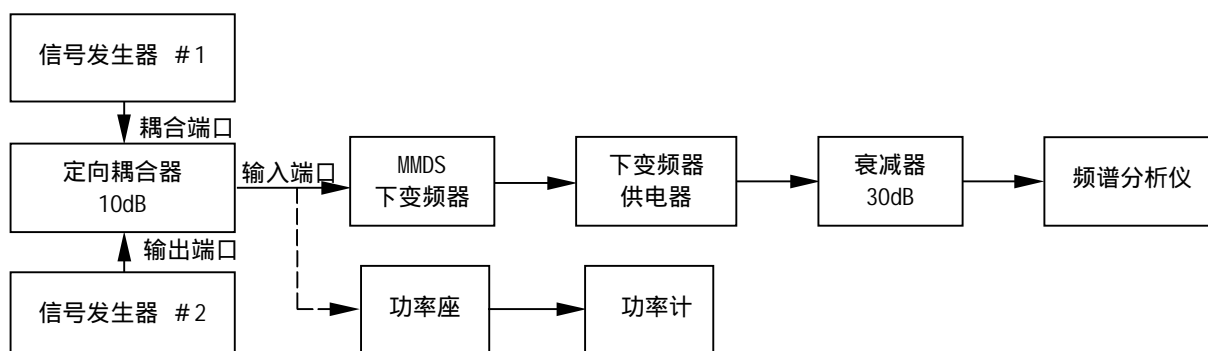 信号发生器 #1
耦合端口
定向耦合器
10dB
输入端口
MMDS
下变频器
下变频器
供电器
衰减器
30dB
频谱分析仪
输出端口
信号发生器 #2
功率座
功率计